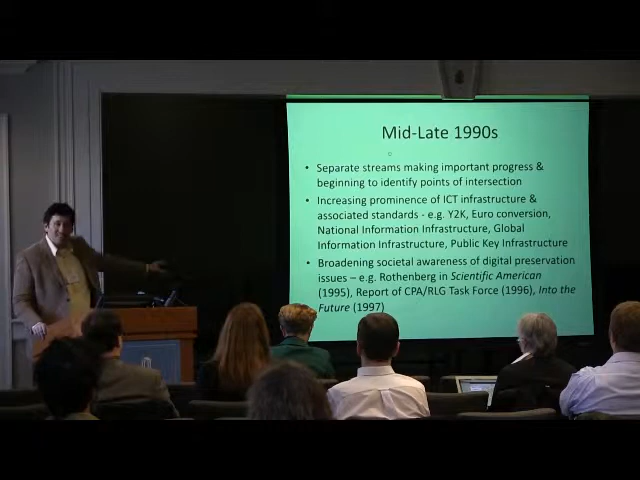 Mid-Late 1990s
• Separate streams making important progress &
beginning to identify points of intersection
• Increasing prominence of ICT infrastructure &
associated standards - e.g. Y2K, Euro conversion,
National Information Infrastructure, Global
Information Infrastructure, Public Key Infrastructure
• Broadening societal awareness of digital preservation
issues – e.g. Rothenberg in Scientific American
(1995), Report of CPA/RLG Task Force (1996), Into the
Future (1997)